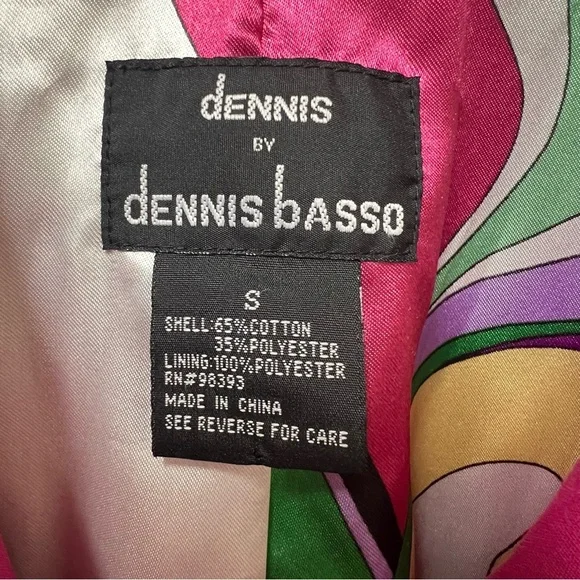 dENNIS
BY
dENNIS bASSO
S
SHELL:65%COTTON
35%POLYESTER
LINING:100%POLYESTER
RN#98393
MADE IN CHINA
SEE REVERSE FOR CARE